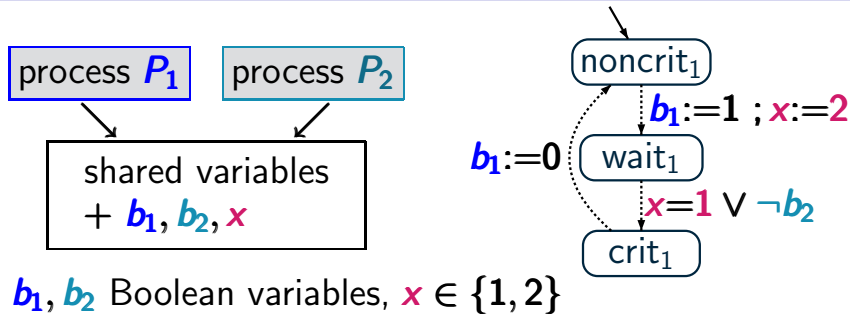 process P₁
process P₂
shared variables
+ b₁, b₂, x
b₁, b₂ Boolean variables, x ∈ {1, 2}
noncrit₁
b₁:=1 ; x:=2
b₁:=0
wait₁
x=1 ∨ ¬b₂
crit₁